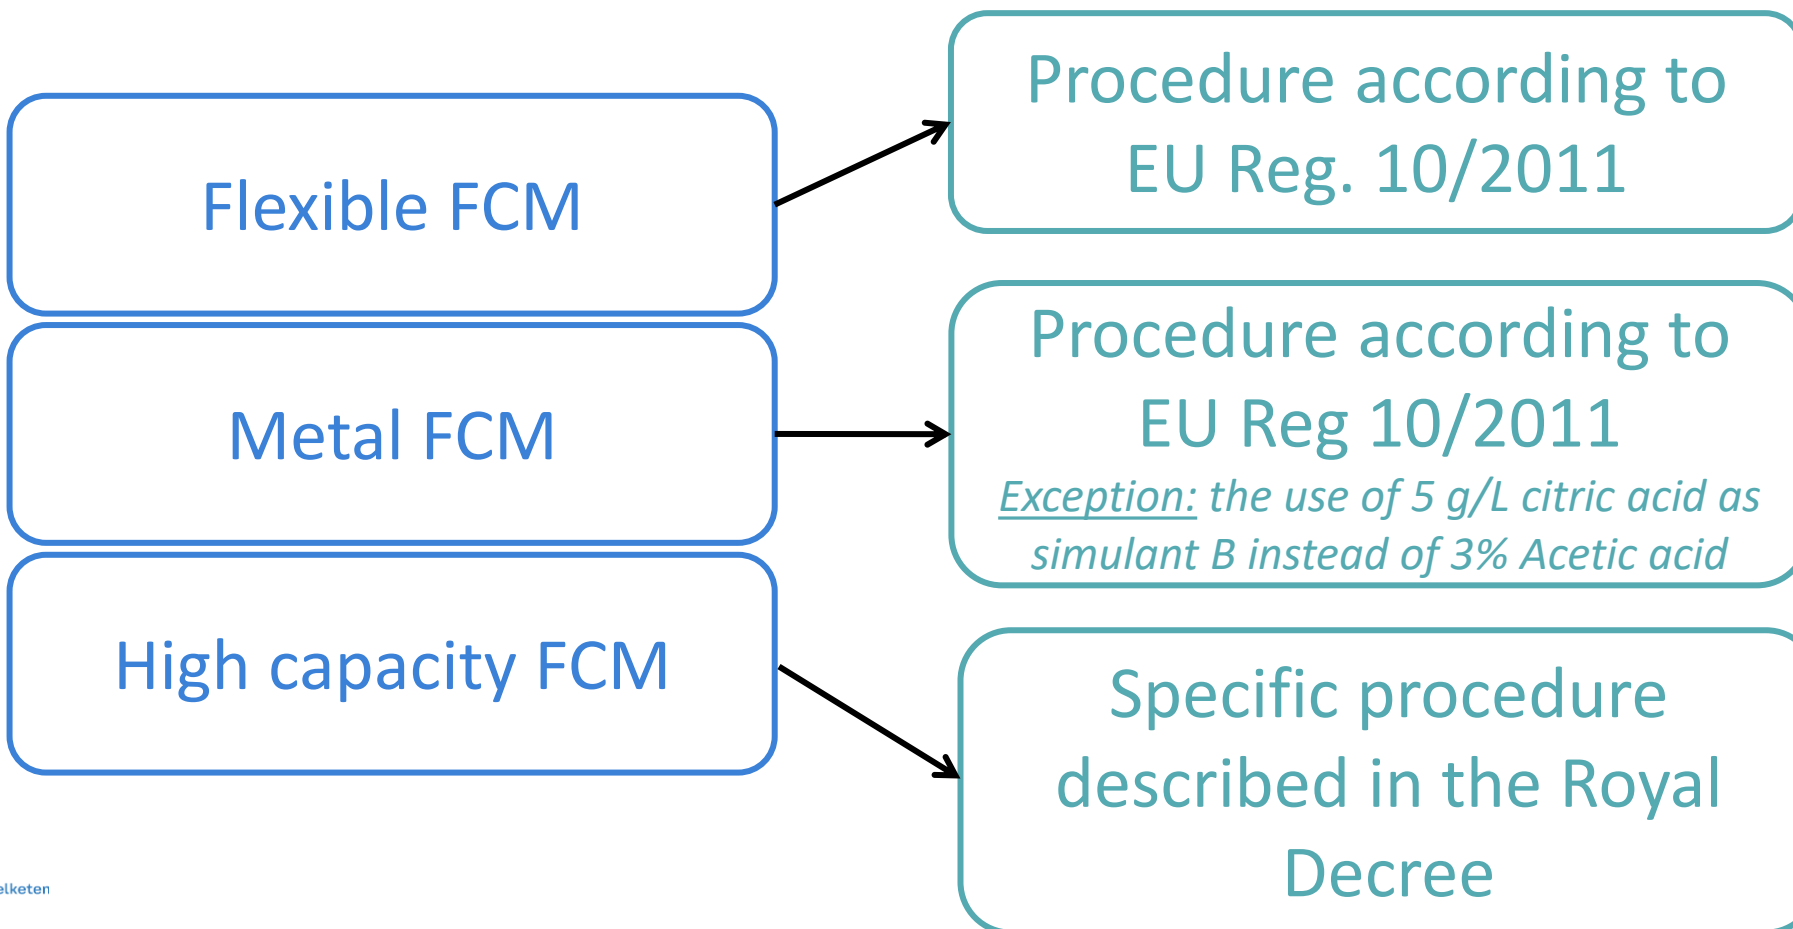 Flexible FCM
Procedure according to
EU Reg. 10/2011
Metal FCM
Procedure according to
EU Reg 10/2011
Exception: the use of 5 g/L citric acid as
simulant B instead of 3% Acetic acid
High capacity FCM
Specific procedure
described in the Royal
Decree
elketen